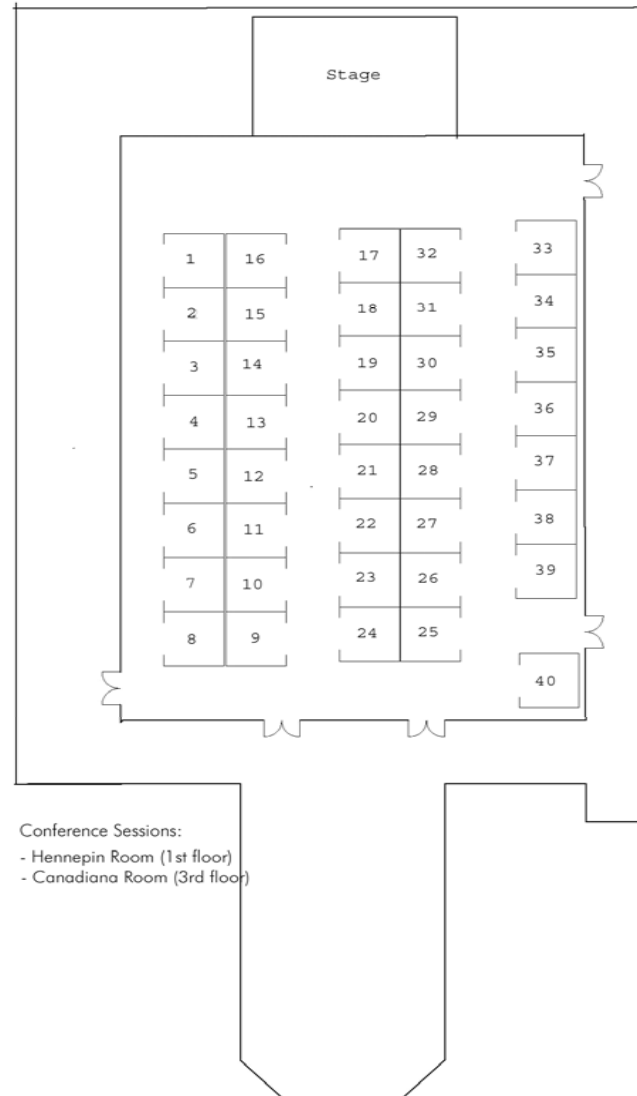 Stage
1 16 17 32 33
2 15 18 31 34
3 14 19 30 35
4 13 20 29 36
5 12 21 28 37
6 11 22 27 38
7 10 23 26 39
8 9 24 25
40
Conference Sessions:
- Hennepin Room (1st floor)
- Canadiana Room (3rd floor)